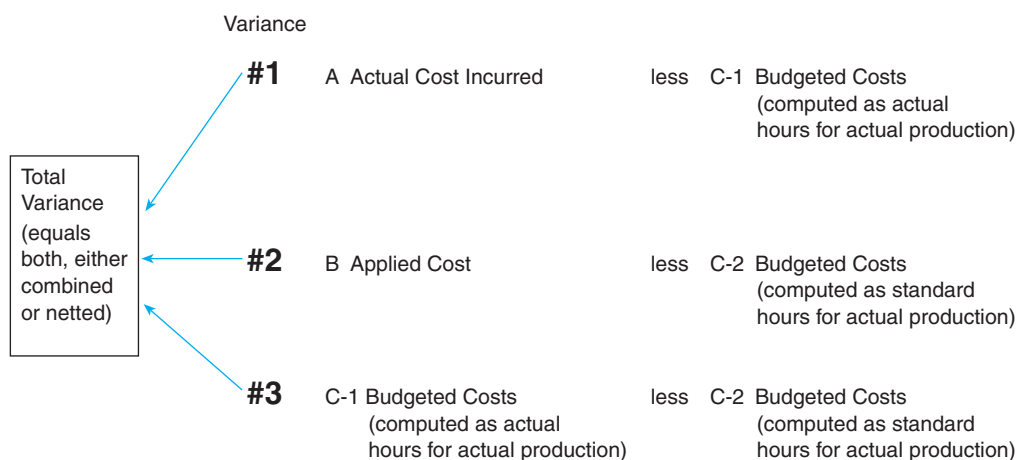 Variance
#1 A Actual Cost Incurred less C-1 Budgeted Costs
(computed as actual
hours for actual production)
Total
Variance
(equals
both, either
combined
or netted)
#2 B Applied Cost less C-2 Budgeted Costs
(computed as standard
hours for actual production)
#3 C-1 Budgeted Costs less C-2 Budgeted Costs
(computed as actual (computed as standard
hours for actual production) hours for actual production)